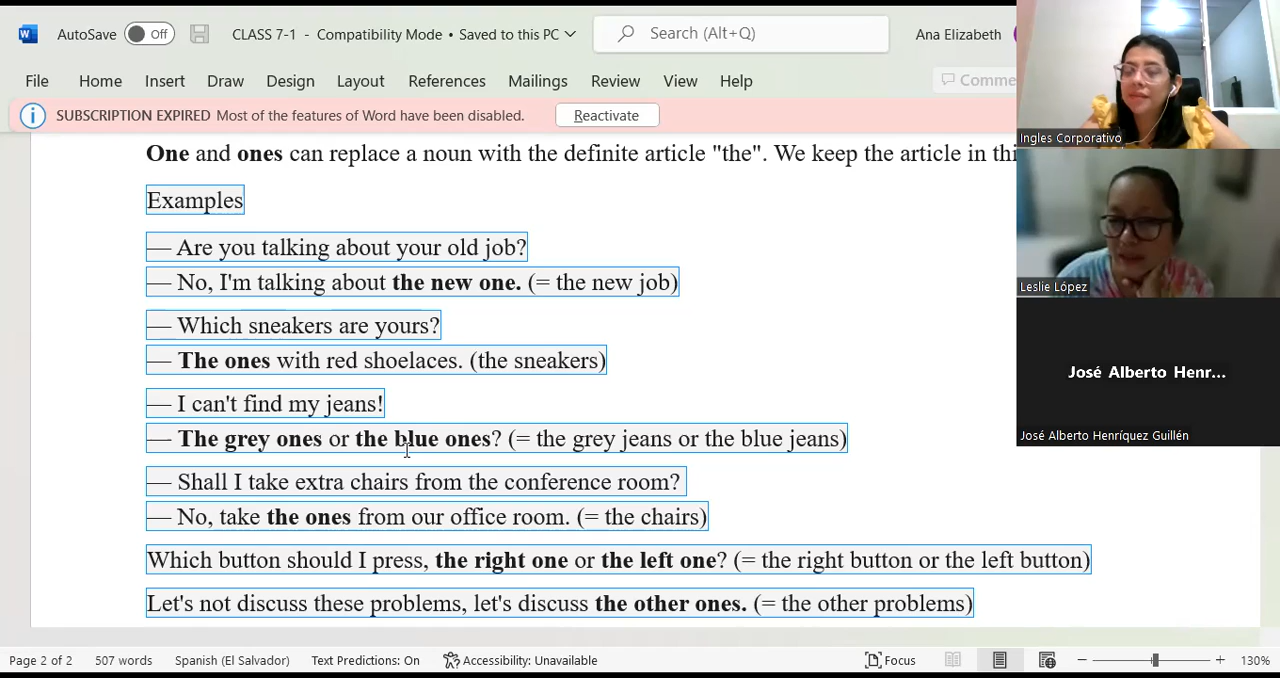 AutoSave Off CLASS 7-1 - Compatibility Mode • Saved to this PC Search (Alt+Q) Ana Elizabeth
File Home Insert Draw Design Layout References Mailings Review View Help Comme
SUBSCRIPTION EXPIRED Most of the features of Word have been disabled. Reactivate
One and ones can replace a noun with the definite article "the". We keep the article in thi
Examples
— Are you talking about your old job?
— No, I'm talking about the new one. (= the new job)
— Which sneakers are yours?
— The ones with red shoelaces. (the sneakers)
— I can't find my jeans!
— The grey ones or the blue ones? (= the grey jeans or the blue jeans)
— Shall I take extra chairs from the conference room?
— No, take the ones from our office room. (= the chairs)
Which button should I press, the right one or the left one? (= the right button or the left button)
Let's not discuss these problems, let's discuss the other ones. (= the other problems)
Page 2 of 2 507 words Spanish (El Salvador) Text Predictions: On Accessibility: Unavailable Focus 130%
Ingles Corporativo
Leslie López
José Alberto Henr...
José Alberto Henríquez Guillén